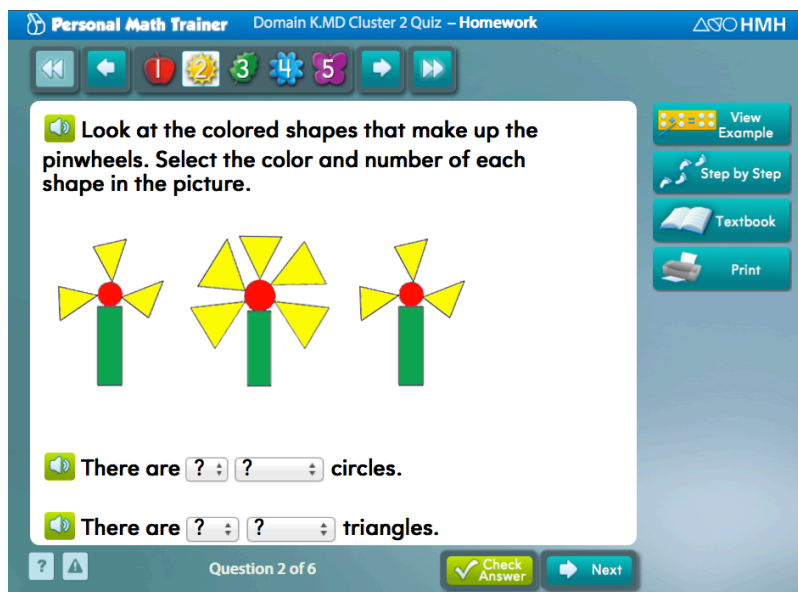 Personal Math Trainer Domain K.MD Cluster 2 Quiz – Homework HMH
1 2 3 4 5
Look at the colored shapes that make up the
pinwheels. Select the color and number of each
shape in the picture.
View
Example
Step by Step
Textbook
Print
There are ? ? circles.
There are ? ? triangles.
? Question 2 of 6
Check
Answer
Next